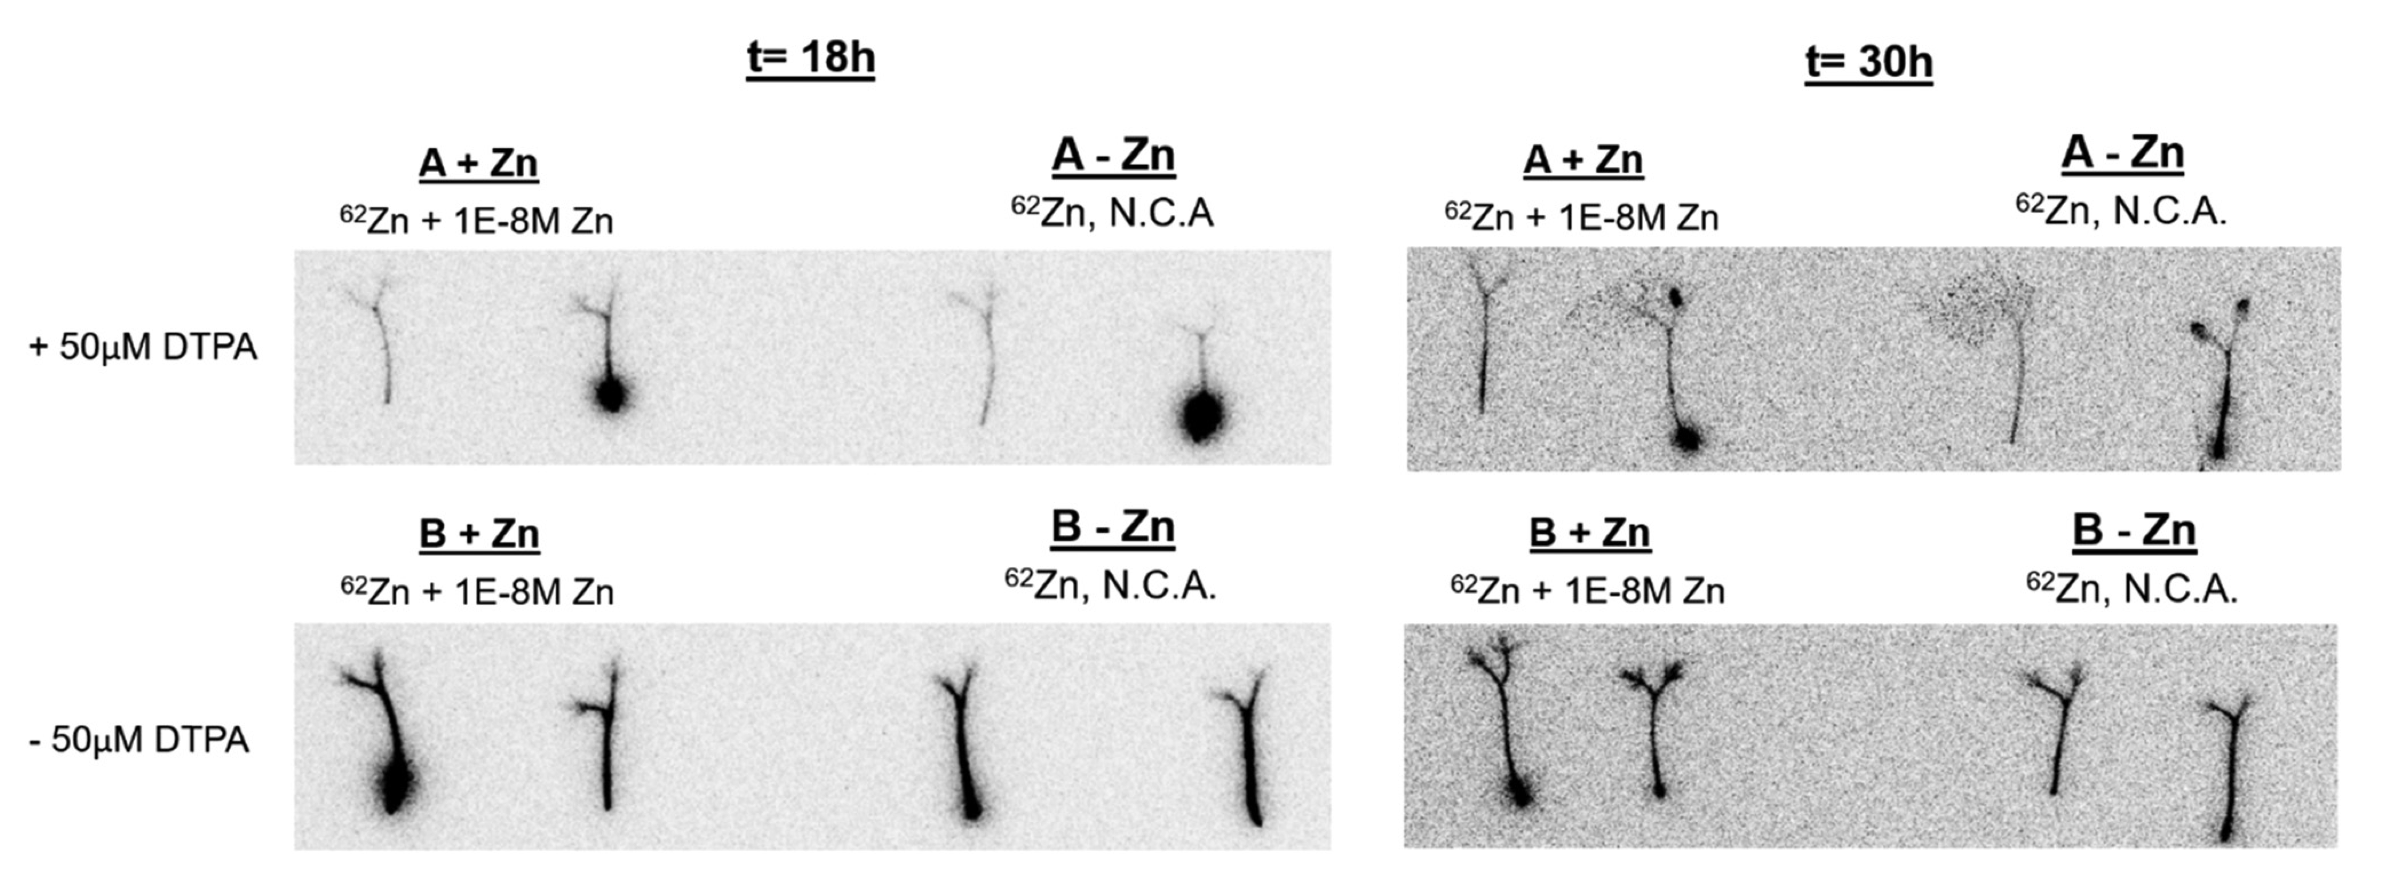 t= 18h
t= 30h
A + Zn
A - Zn
A + Zn
A - Zn
⁶²Zn + 1E-8M Zn
⁶²Zn, N.C.A
⁶²Zn + 1E-8M Zn
⁶²Zn, N.C.A.
+ 50µM DTPA
B + Zn
B - Zn
B + Zn
B - Zn
⁶²Zn + 1E-8M Zn
⁶²Zn, N.C.A.
⁶²Zn + 1E-8M Zn
⁶²Zn, N.C.A.
- 50µM DTPA